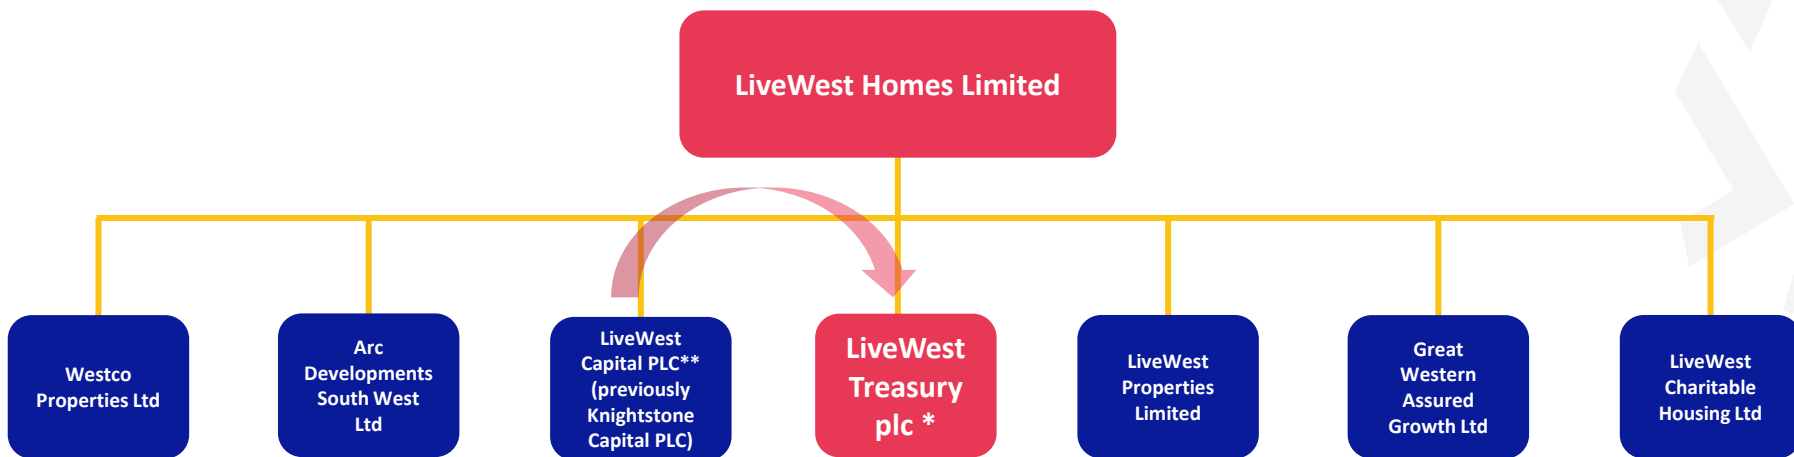 LiveWest Homes Limited
Westco
Properties Ltd
Arc
Developments
South West
Ltd
LiveWest
Capital PLC**
(previously
Knightstone
Capital PLC)
LiveWest
Treasury
plc *
LiveWest
Properties
Limited
Great
Western
Assured
Growth Ltd
LiveWest
Charitable
Housing Ltd